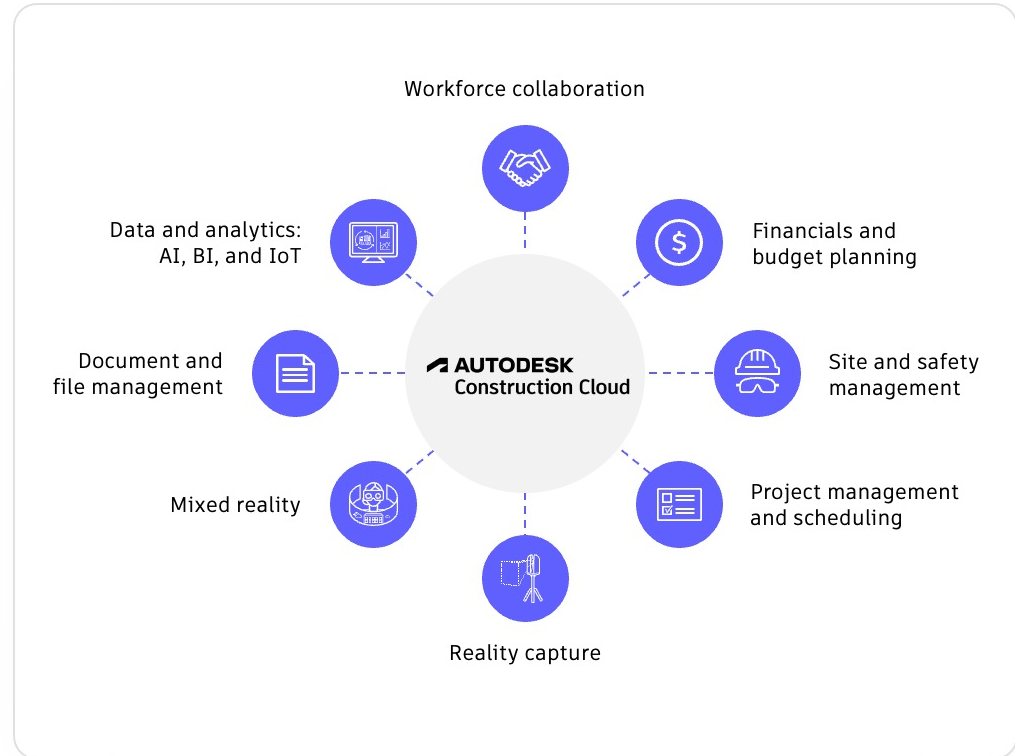 Workforce collaboration
Data and analytics:
AI, BI, and IoT
$
Financials and
budget planning
Document and
file management
AUTODESK
Construction Cloud
Site and safety
management
Mixed reality
Project management
and scheduling
Reality capture